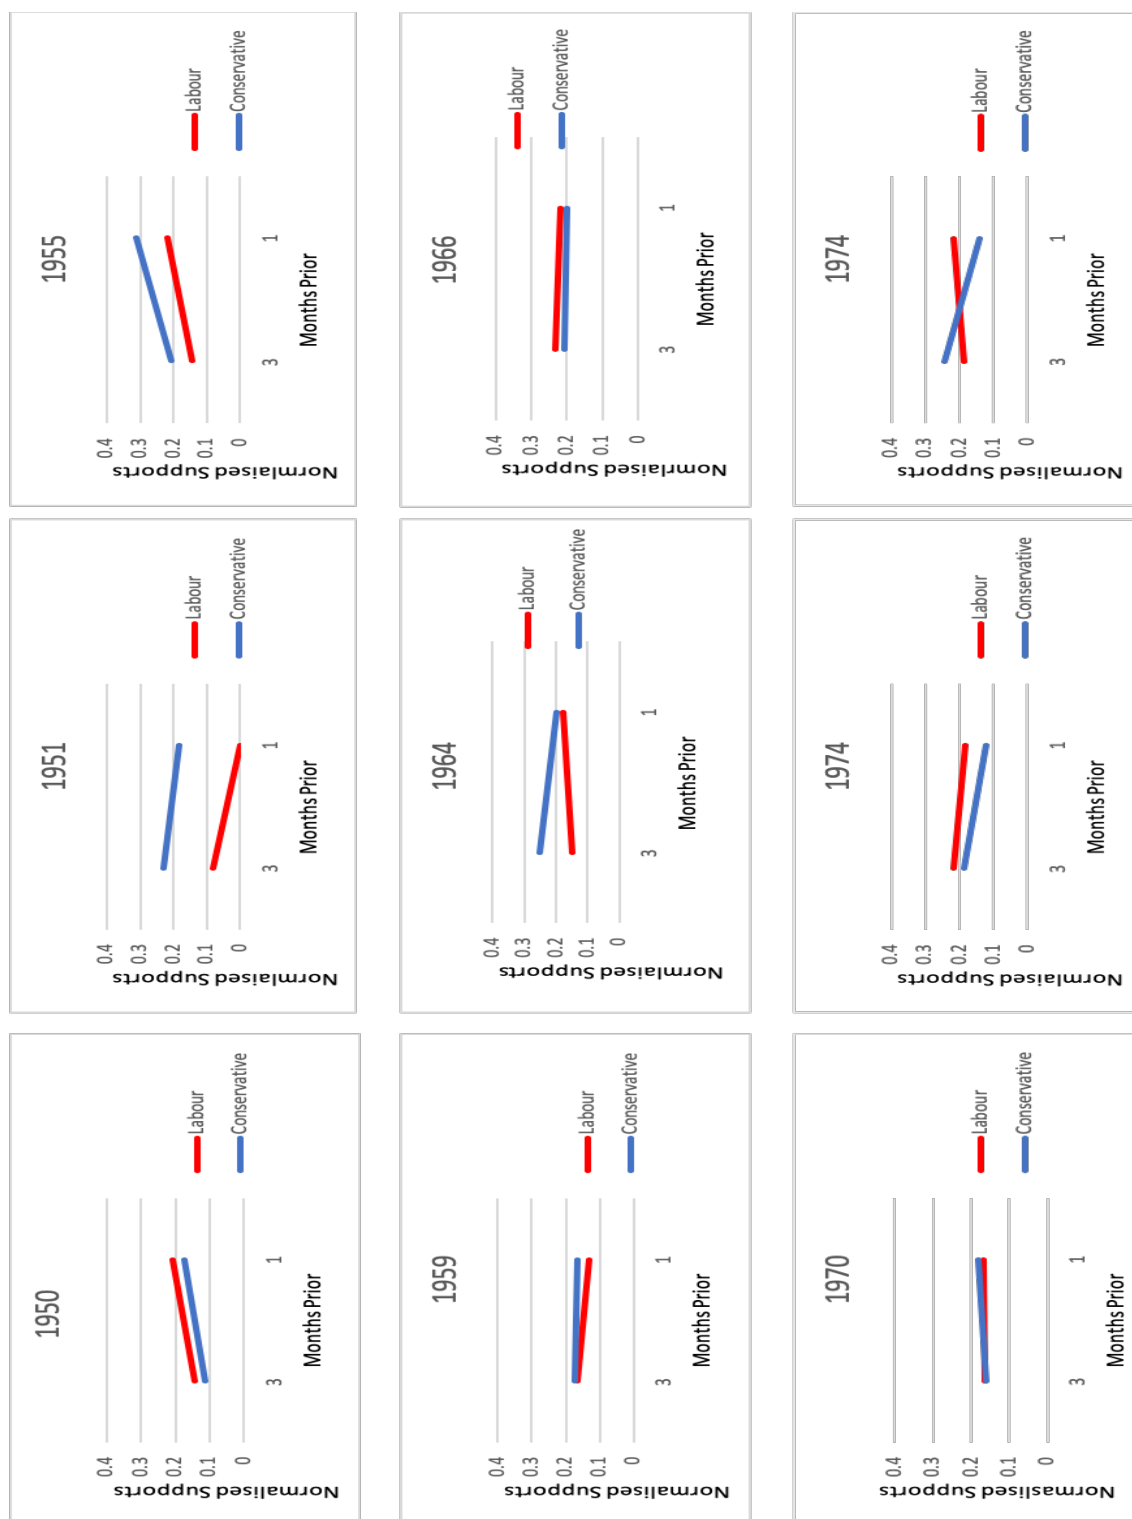 1950
Normalised Supports
0.4
0.3
0.2
0.1
0
3 1
Months Prior
Labour
Conservative
1951
Normlaised Supports
0.4
0.3
0.2
0.1
0
3 1
Months Prior
Labour
Conservative
1955
Normlaised Supports
0.4
0.3
0.2
0.1
0
3 1
Months Prior
Labour
Conservative
1959
Normalised Supports
0.4
0.3
0.2
0.1
0
3 1
Months Prior
Labour
Conservative
1964
Normlaised Supports
0.4
0.3
0.2
0.1
0
3 1
Months Prior
Labour
Conservative
1966
Nomrlaised Supports
0.4
0.3
0.2
0.1
0
3 1
Months Prior
Labour
Conservative
1970
Normaslised Supports
0.4
0.3
0.2
0.1
0
3 1
Months Prior
Labour
Conservative
1974
Normlaised Supports
0.4
0.3
0.2
0.1
0
3 1
Months Prior
Labour
Conservative
1974
Normlaised Supports
0.4
0.3
0.2
0.1
0
3 1
Months Prior
Labour
Conservative